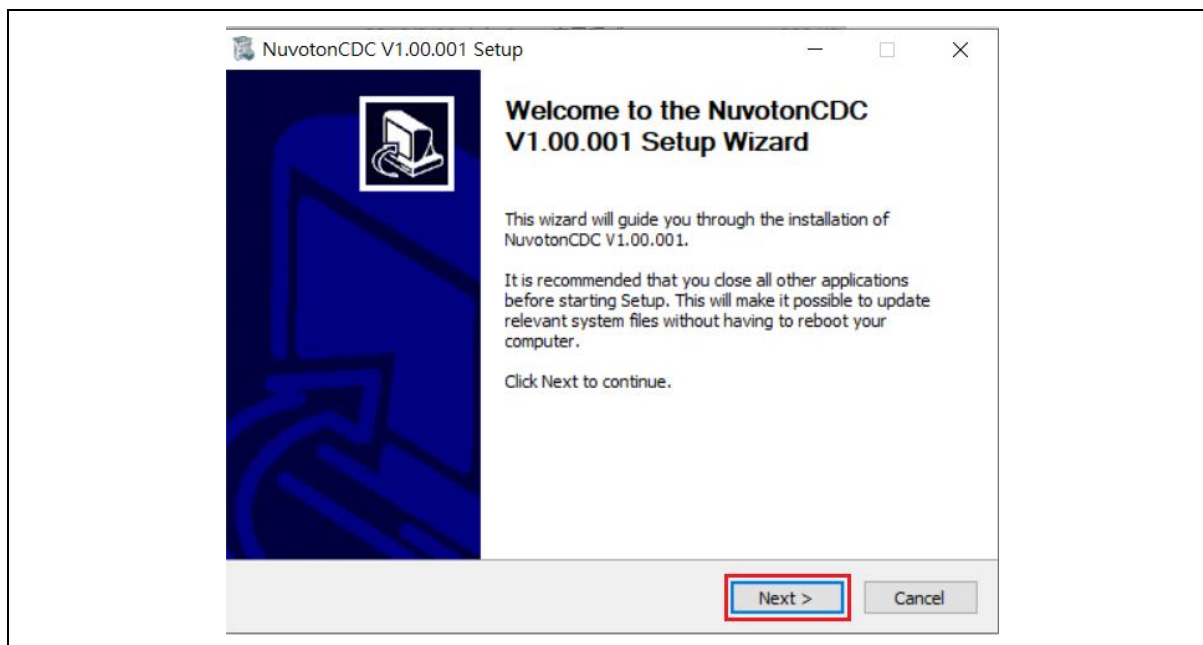 NuvotonCDC V1.00.001 Setup
Welcome to the NuvotonCDC
V1.00.001 Setup Wizard
This wizard will guide you through the installation of
NuvotonCDC V1.00.001.
It is recommended that you close all other applications
before starting Setup. This will make it possible to update
relevant system files without having to reboot your
computer.
Click Next to continue.
Next >
Cancel